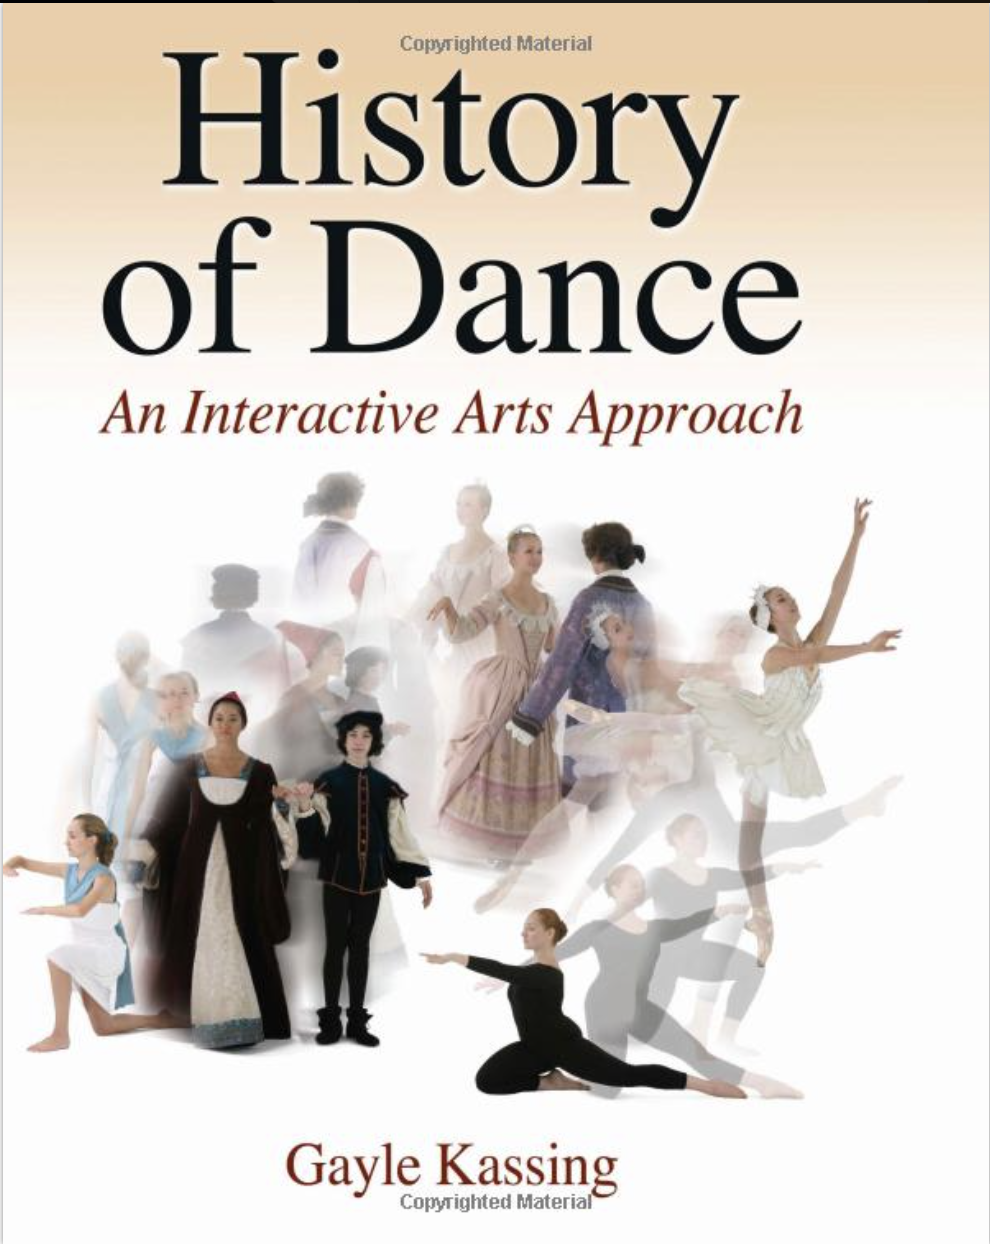 Copyrighted Material
History
of Dance
An Interactive Arts Approach
Gayle Kassing
Copyrighted Material